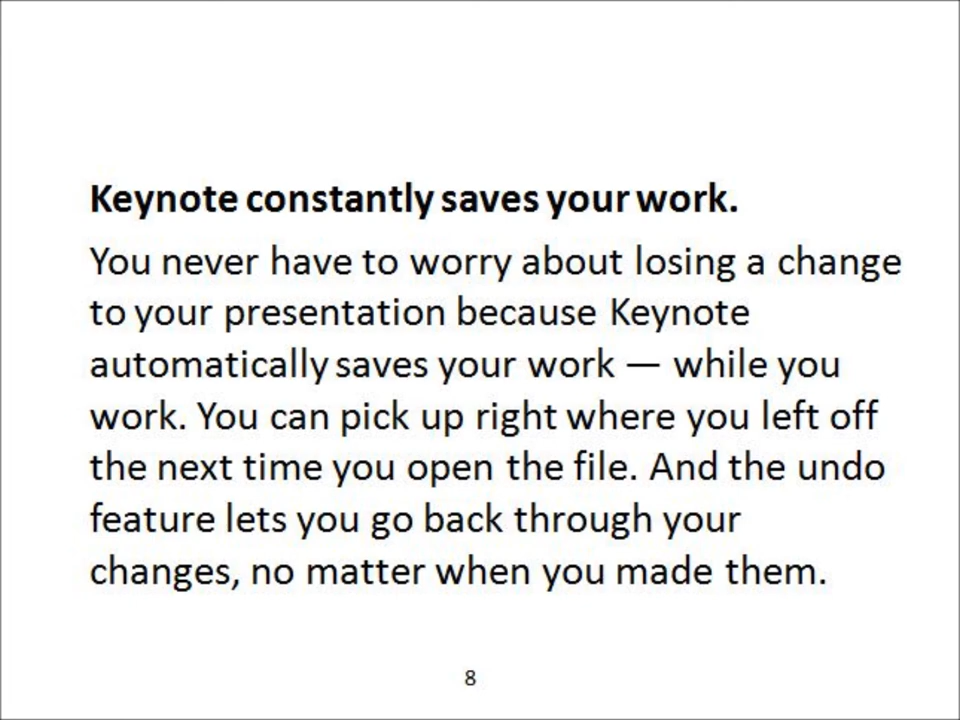 Keynote constantly saves your work.
You never have to worry about losing a change
to your presentation because Keynote
automatically saves your work — while you
work. You can pick up right where you left off
the next time you open the file. And the undo
feature lets you go back through your
changes, no matter when you made them.
8